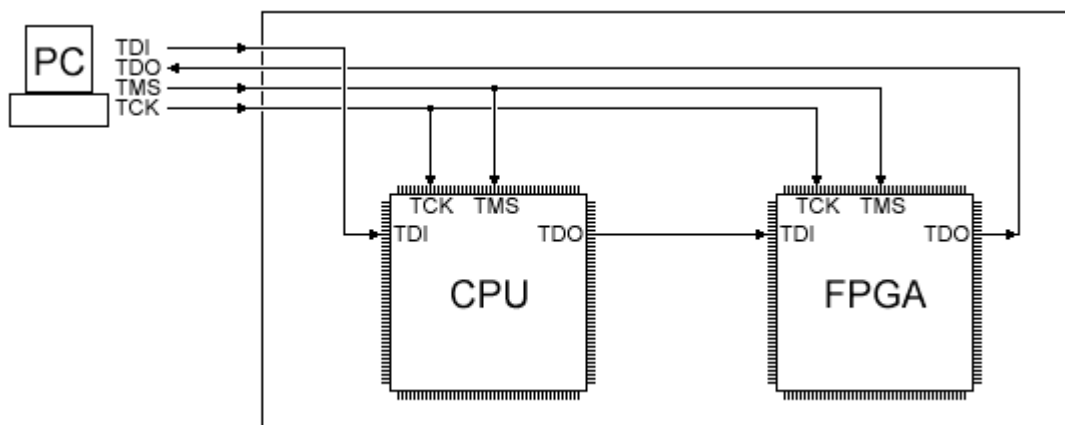 PC
TDI
TDO
TMS
TCK
TCK TMS
TDI TDO
CPU
TCK TMS
TDI TDO
FPGA